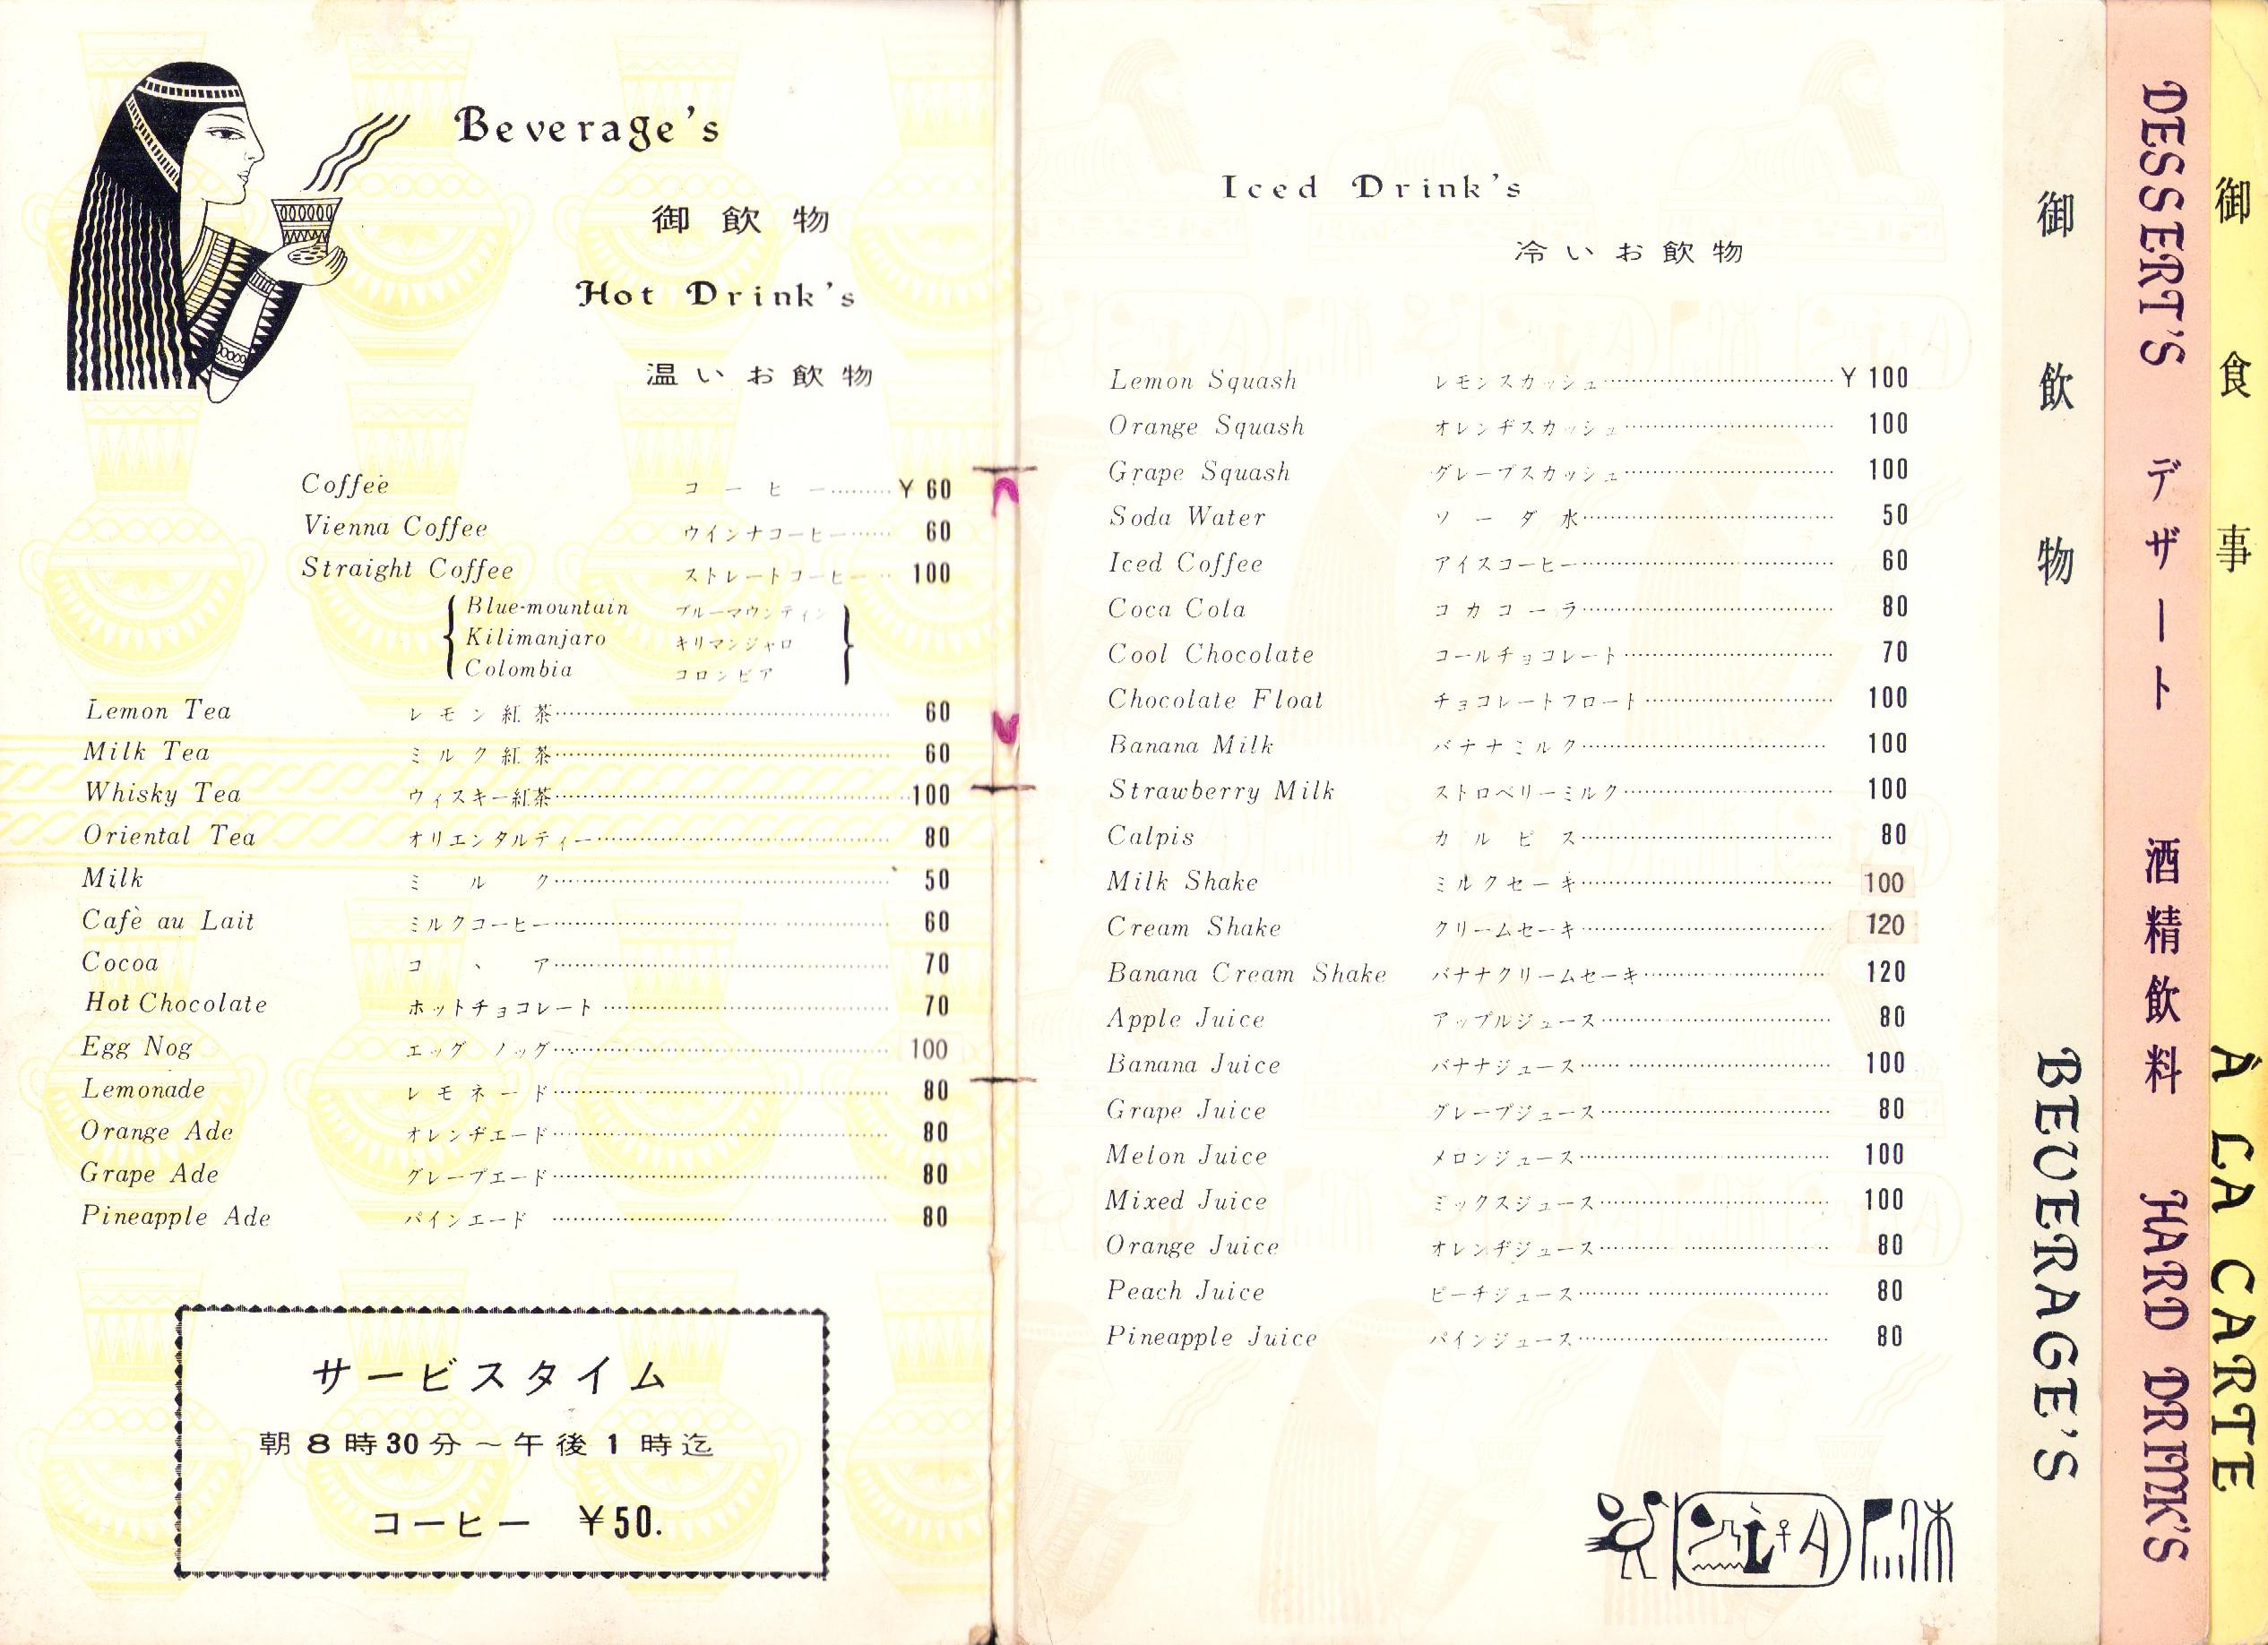 Beverage's
御飲物
Hot Drink's
温いお飲物
Coffee コーヒー ¥ 60
Vienna Coffee ウインナコーヒー 60
Straight Coffee ストレートコーヒー 100
Blue-mountain ブルーマウンティン
Kilimanjaro キリマンジャロ
Colombia コロンビア
Lemon Tea レモン紅茶 60
Milk Tea ミルク紅茶 60
Whisky Tea ウィスキー紅茶 100
Oriental Tea オリエンタルティー 80
Milk ミルク 50
Cafè au Lait ミルクコーヒー 60
Cocoa コヽア 70
Hot Chocolate ホットチョコレート 70
Egg Nog エッグノッグ 100
Lemonade レモネード 80
Orange Ade オレンヂエード 80
Grape Ade グレープエード 80
Pineapple Ade パインエード 80
サービスタイム
朝8時30分～午後1時迄
コーヒー ¥50.
Iced Drink's
冷いお飲物
Lemon Squash レモンスカッシュ ¥ 100
Orange Squash オレンヂスカッシュ 100
Grape Squash グレープスカッシュ 100
Soda Water ソーダ水 50
Iced Coffee アイスコーヒー 60
Coca Cola コカコーラ 80
Cool Chocolate コールチョコレート 70
Chocolate Float チョコレートフロート 100
Banana Milk バナナミルク 100
Strawberry Milk ストロベリーミルク 100
Calpis カルピス 80
Milk Shake ミルクセーキ 100
Cream Shake クリームセーキ 120
Banana Cream Shake バナナクリームセーキ 120
Apple Juice アップルジュース 80
Banana Juice バナナジュース 100
Grape Juice グレープジュース 80
Melon Juice メロンジュース 100
Mixed Juice ミックスジュース 100
Orange Juice オレンヂジュース 80
Peach Juice ピーチジュース 80
Pineapple Juice パインジュース 80
御飲物 BEVERAGE'S
DESSERT'S デザート 酒精飲料 HARD DRINK'S
御食事 À LA CARTE